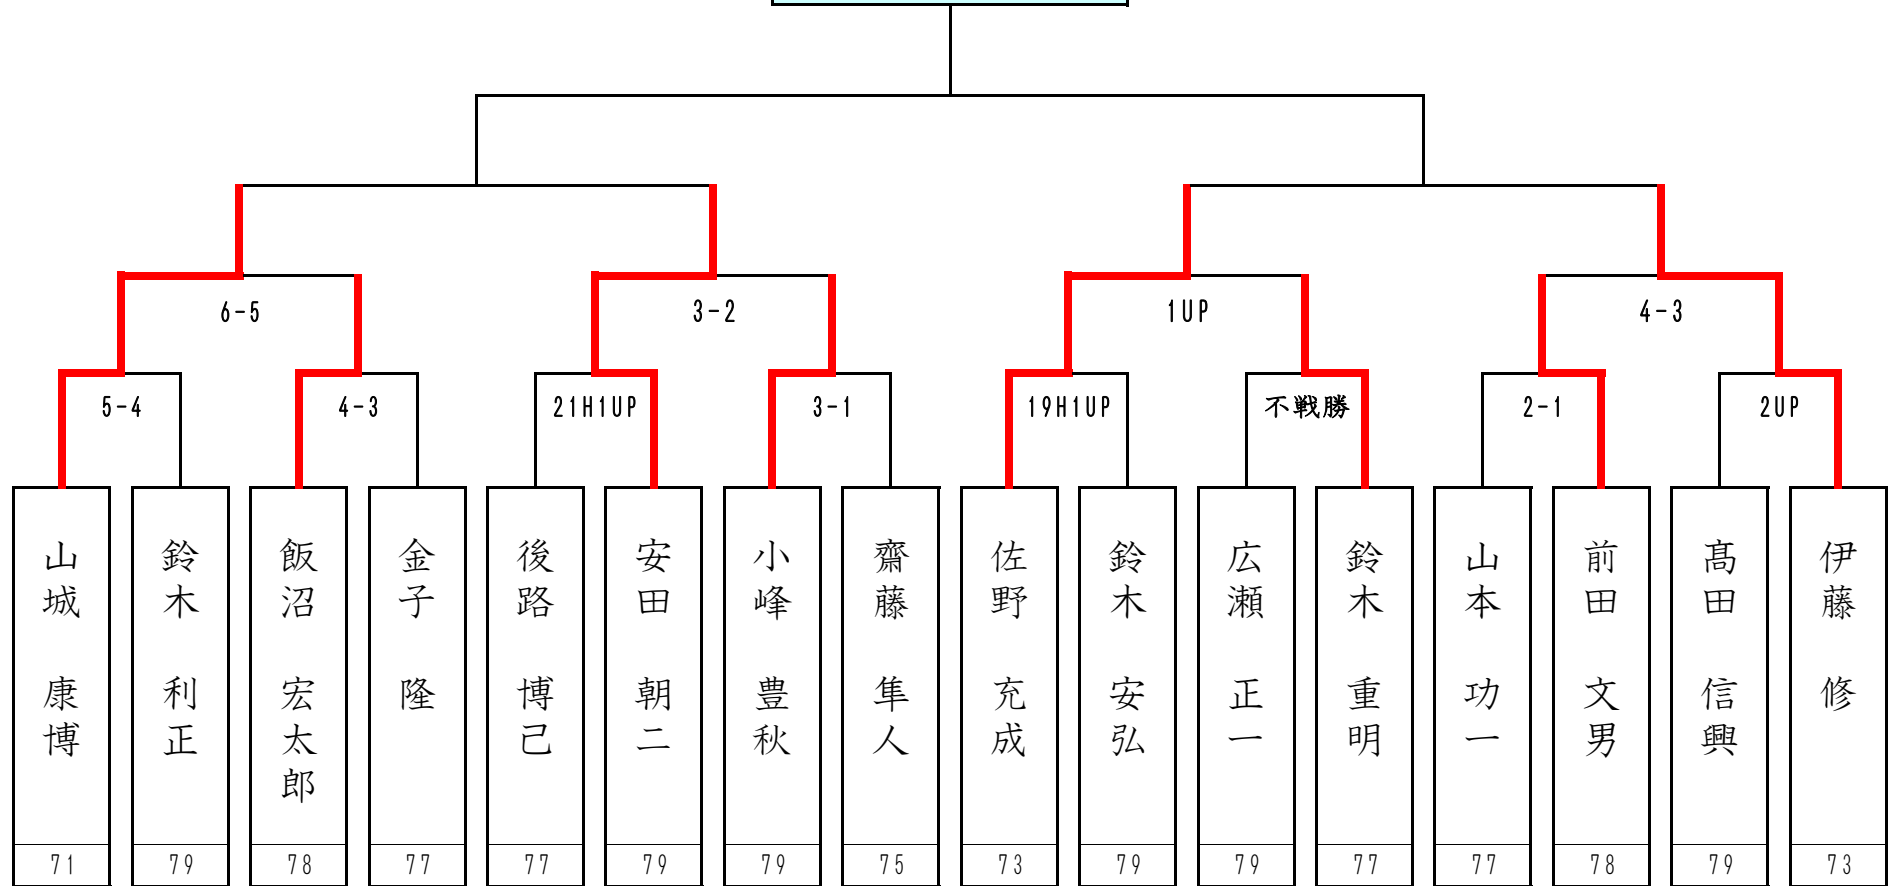 6-5
3-2
1UP
4-3
5-4
4-3
21H1UP
3-1
19H1UP
不戦勝
2-1
2UP
山城 康博
鈴木 利正
飯沼 宏太郎
金子 隆
後路 博己
安田 朝二
小峰 豊秋
齋藤 隼人
佐野 充成
鈴木 安弘
広瀬 正一
鈴木 重明
山本 功一
前田 文男
髙田 信興
伊藤 修
71
79
78
77
77
79
79
75
73
79
79
77
77
78
79
73